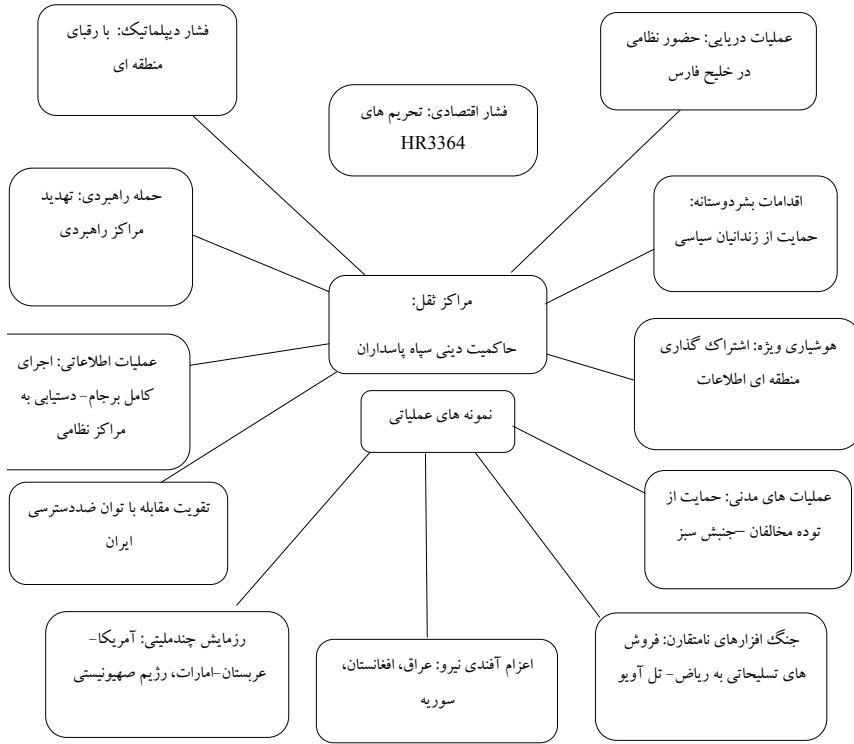 فشار دیپلماتیک: با رقبای
منطقه ای
عملیات دریایی: حضور نظامی
در خلیج فارس
فشار اقتصادی: تحریم های
HR3364
حمله راهبردی: تهدید
مراکز راهبردی
اقدامات بشردوستانه:
حمایت از زندانیان سیاسی
مراکز ثقل:
حاکمیت دینی سپاه پاسداران
عملیات اطلاعاتی: اجرای
کامل برجام- دستیابی به
مراکز نظامی
هوشیاری ویژه: اشتراک گذاری
منطقه ای اطلاعات
نمونه های عملیاتی
تقویت مقابله با توان ضددسترسی
ایران
عملیات های مدنی: حمایت از
توده مخالفان –جنبش سبز
رزمایش چندملیتی: آمریکا-
عربستان-امارات، رژیم صهیونیستی
اعزام آفندی نیرو: عراق، افغانستان،
سوریه
جنگ افزارهای نامتقارن: فروش
های تسلیحاتی به ریاض- تل آویو